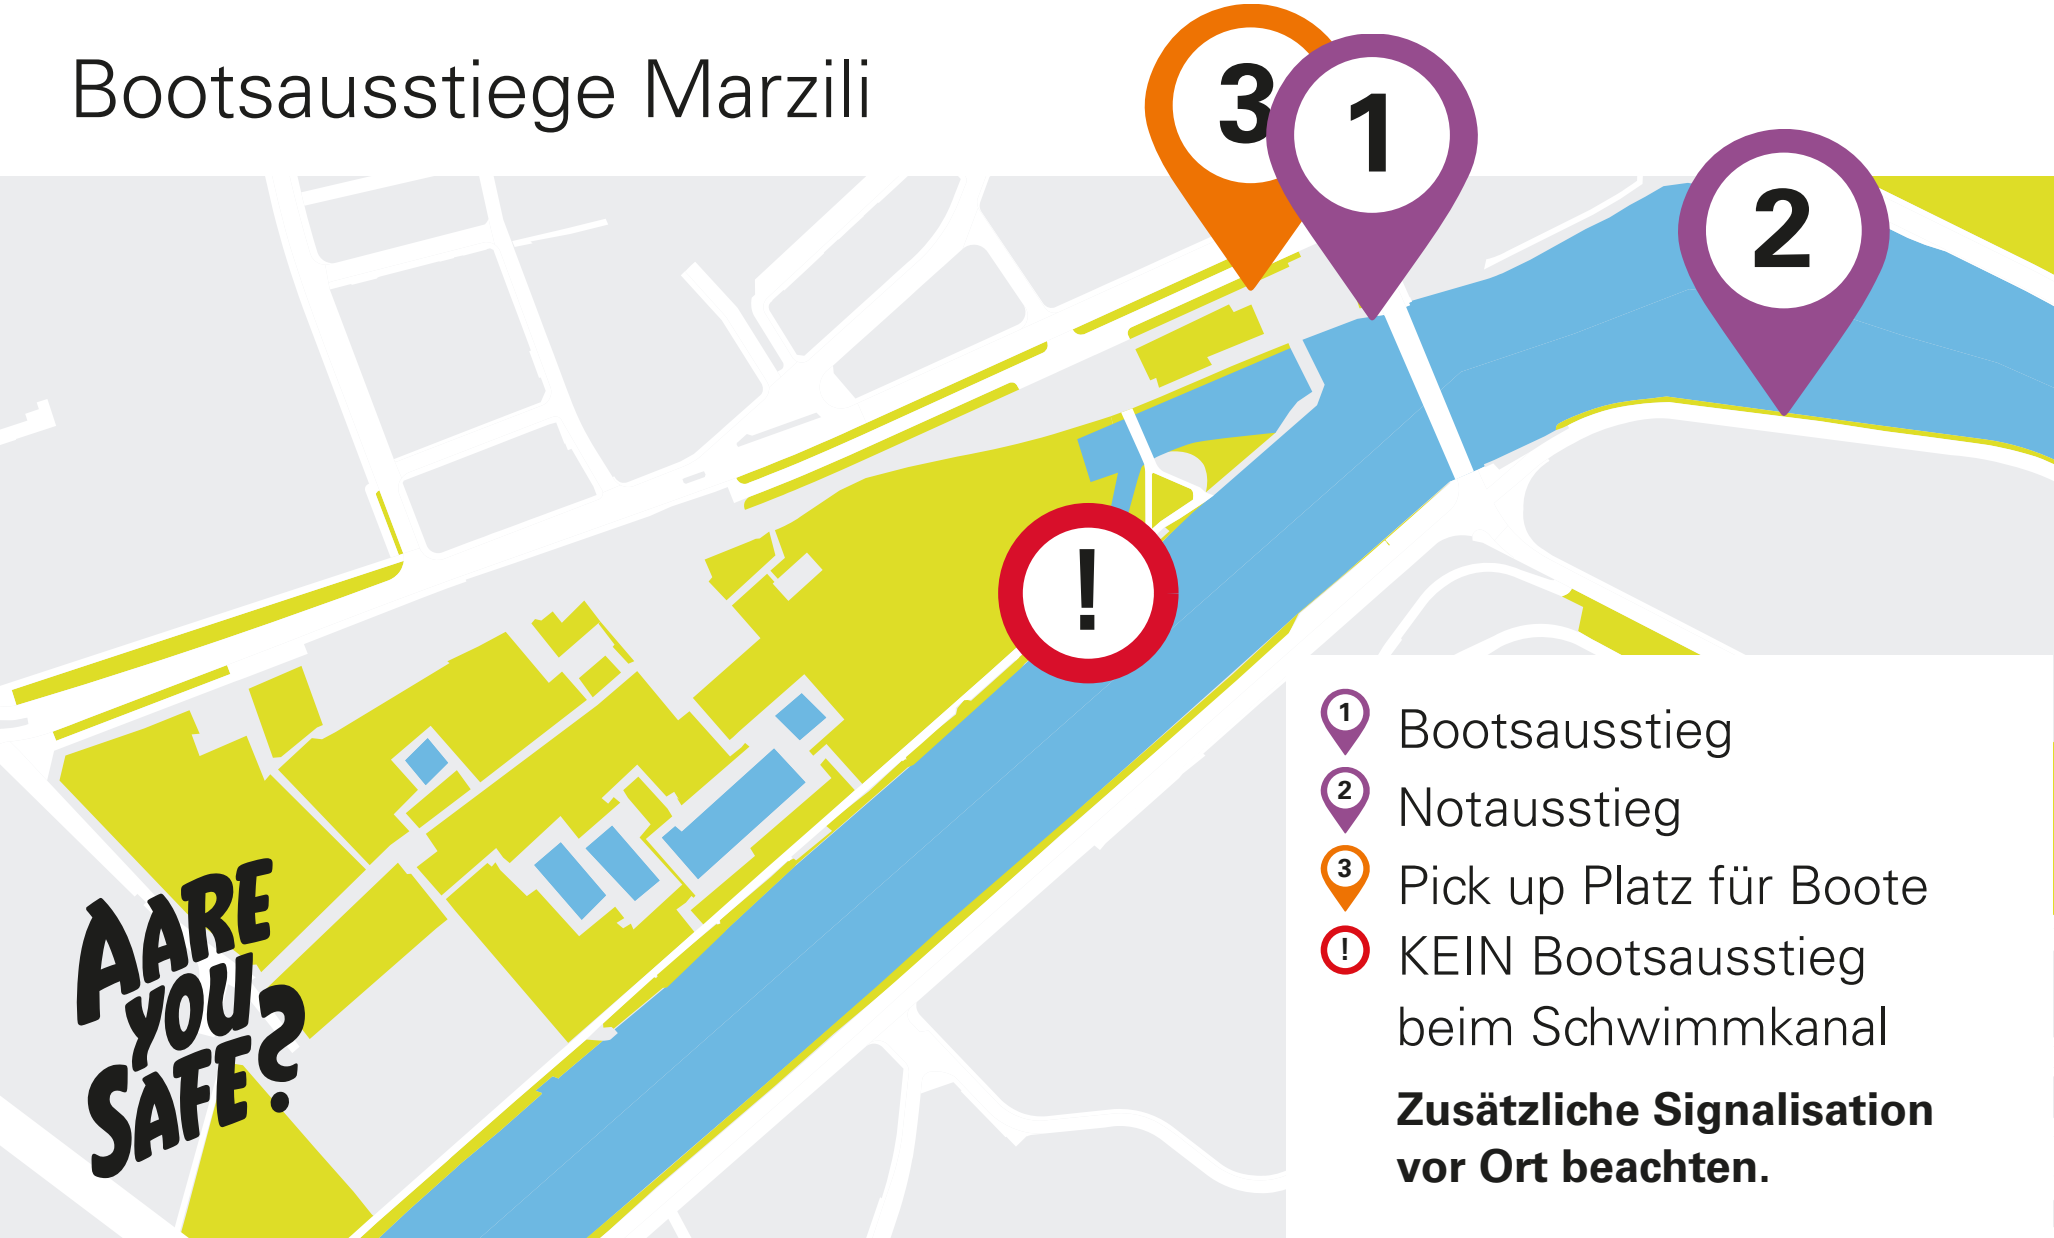 Bootsausstiege Marzili
3
1
2
!
AARE
YOU
SAFE?
1 Bootsausstieg
2 Notausstieg
3 Pick up Platz für Boote
! KEIN Bootsausstieg
beim Schwimmkanal
Zusätzliche Signalisation
vor Ort beachten.